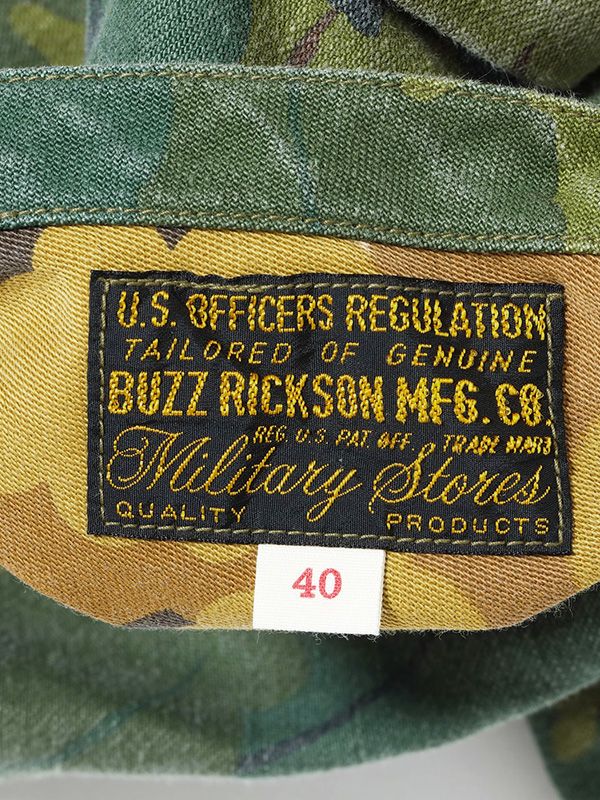 U.S. OFFICERS REGULATION
TAILORED OF GENUINE
BUZZ RICKSON MFG. CO
REG. U.S. PAT. OFF. TRADE MARK
Military Stores
QUALITY PRODUCTS
40